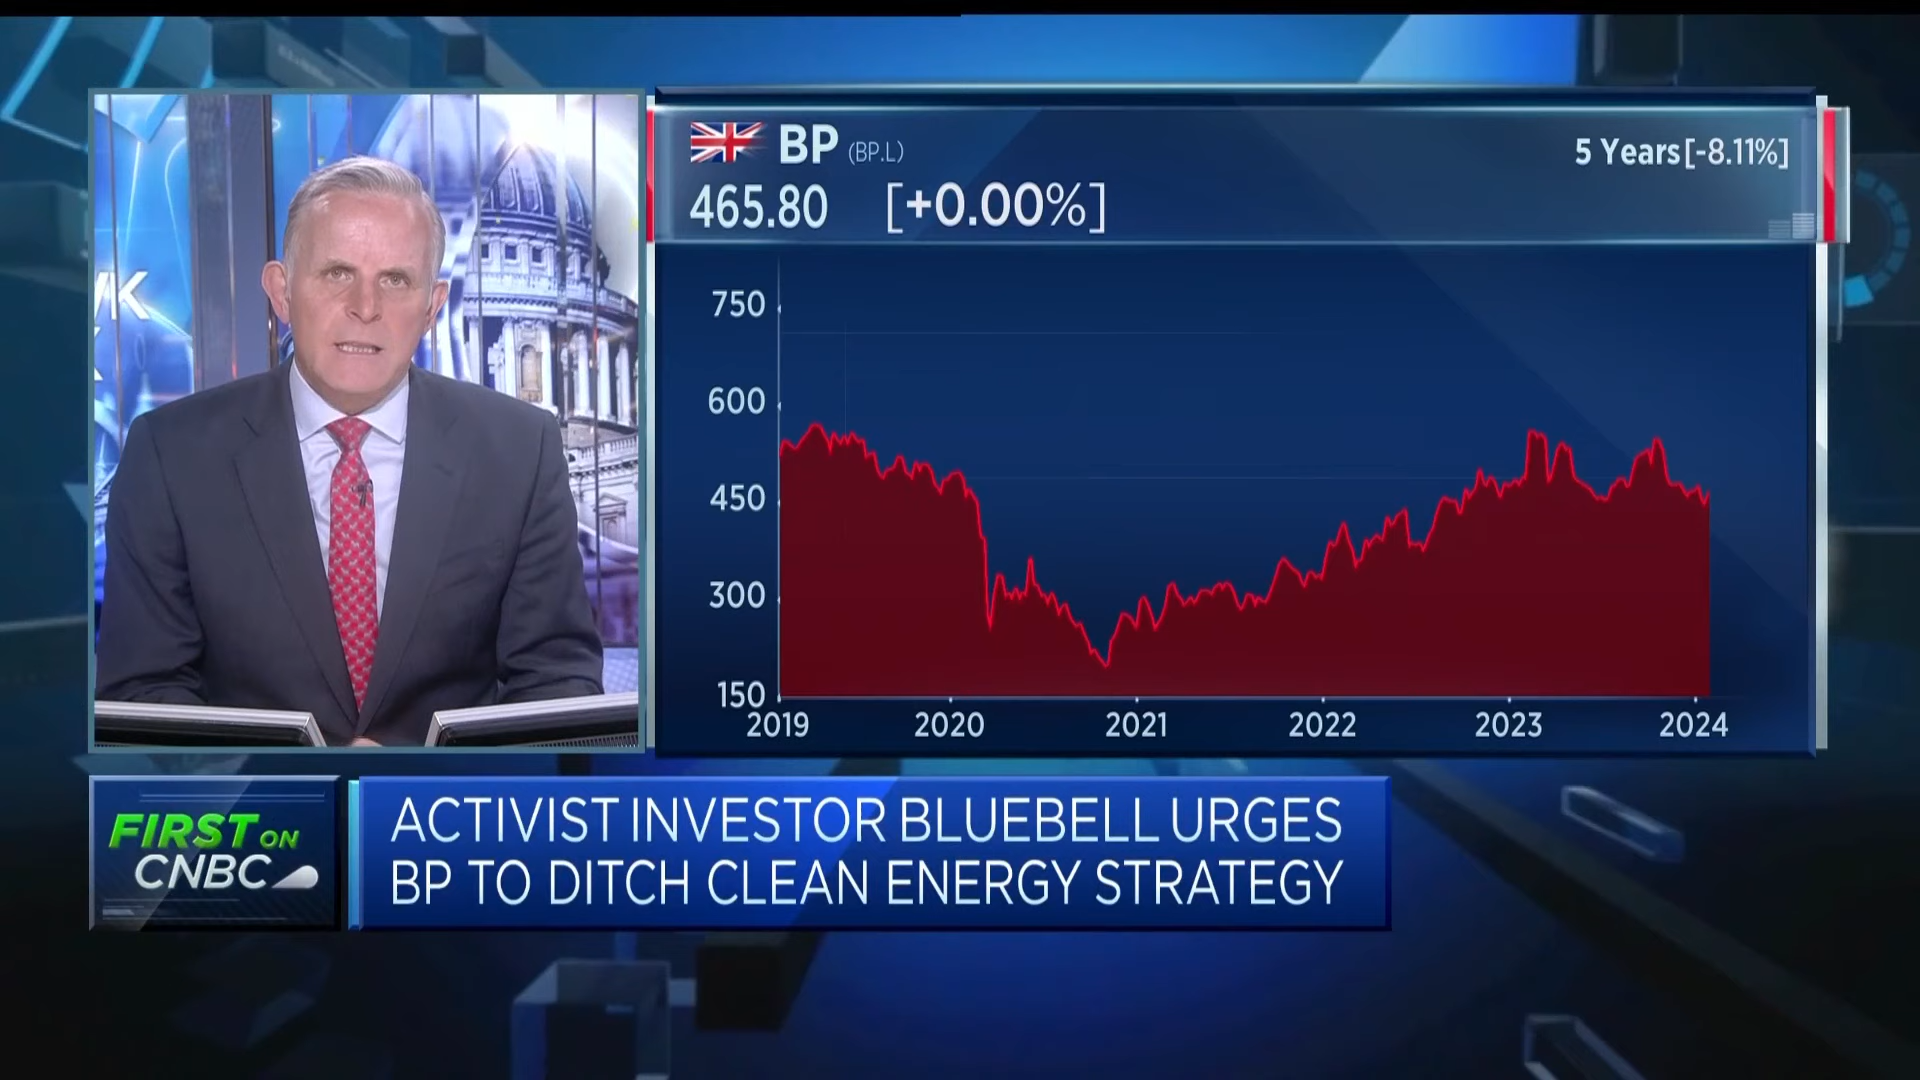 BP (BP.L)
5 Years[-8.11%]
465.80 [+0.00%]
750
600
450
300
150
2019 2020 2021 2022 2023 2024
FIRST ON
CNBC
ACTIVIST INVESTOR BLUEBELL URGES
BP TO DITCH CLEAN ENERGY STRATEGY